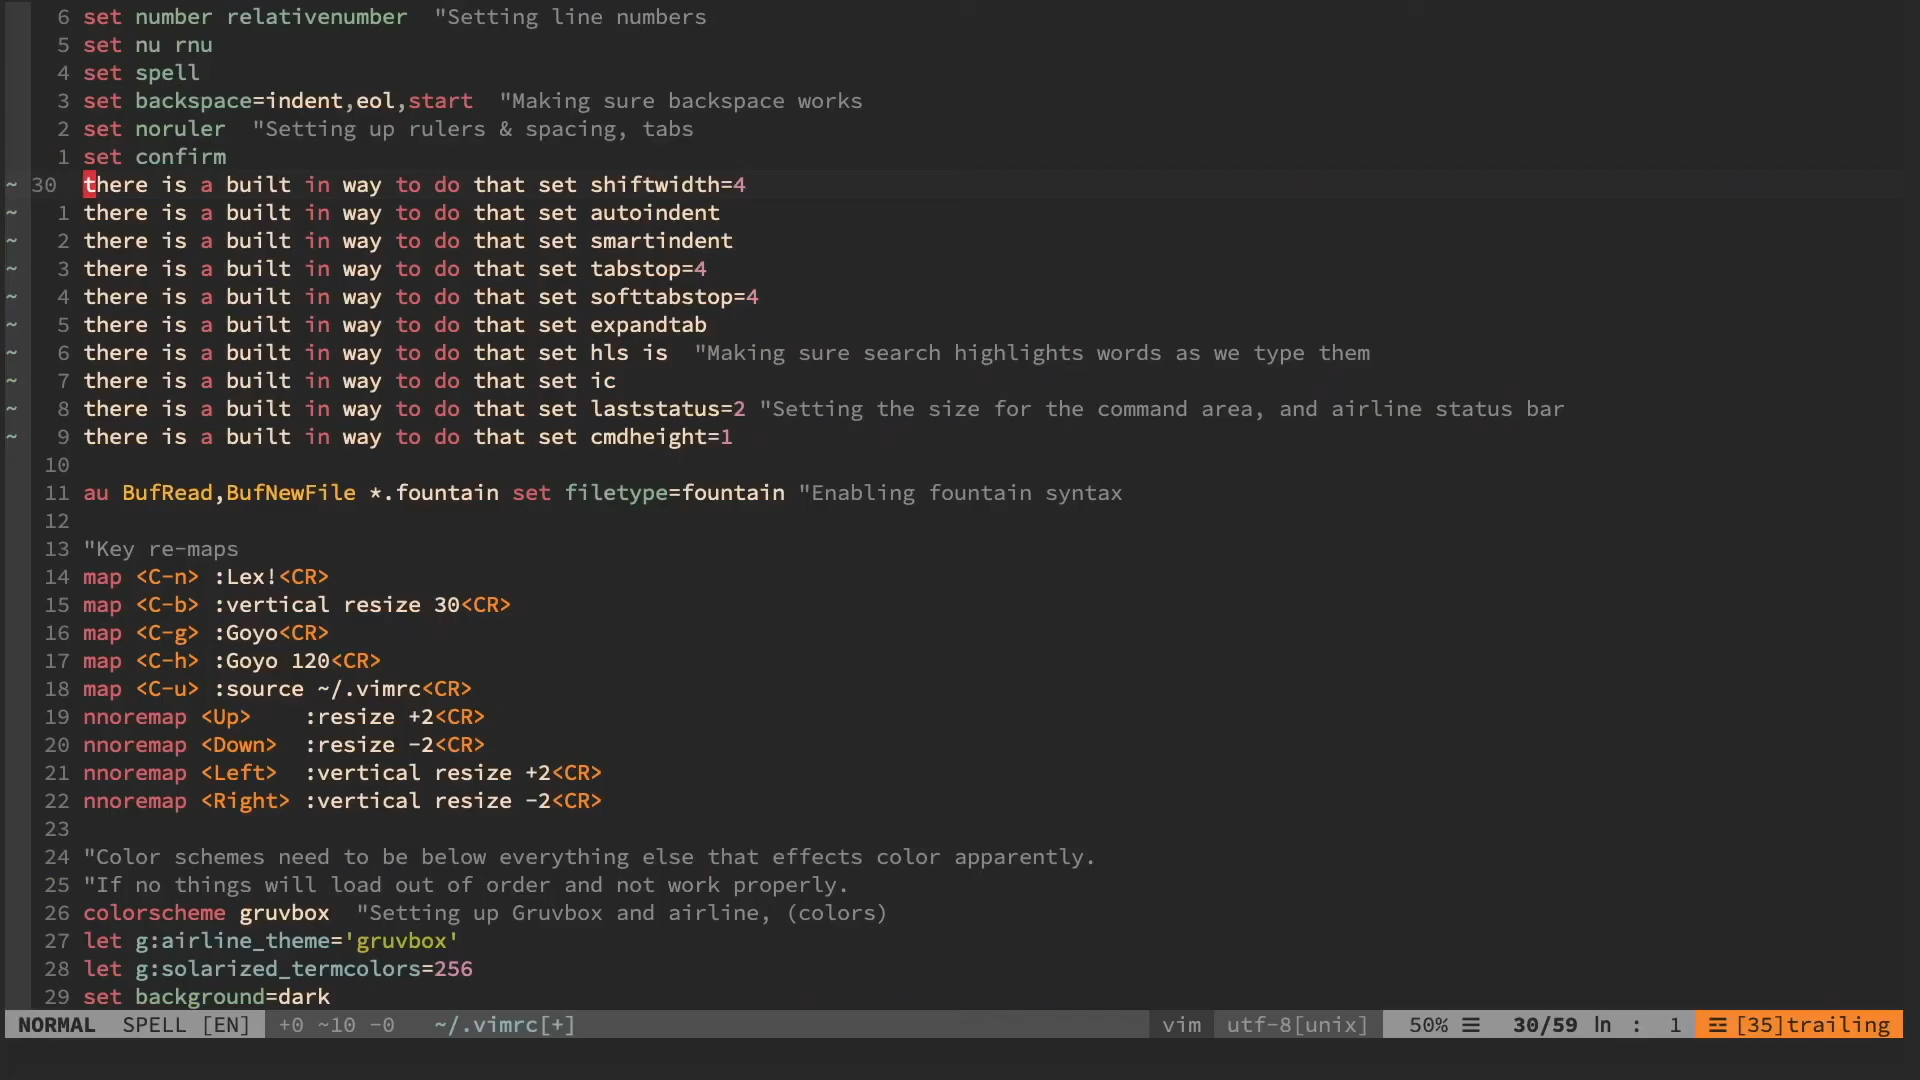 6 set number relativenumber  "Setting line numbers
5 set nu rnu
4 set spell
3 set backspace=indent,eol,start  "Making sure backspace works
2 set noruler  "Setting up rulers & spacing, tabs
1 set confirm
~ 30 there is a built in way to do that set shiftwidth=4
~ 1 there is a built in way to do that set autoindent
~ 2 there is a built in way to do that set smartindent
~ 3 there is a built in way to do that set tabstop=4
~ 4 there is a built in way to do that set softtabstop=4
~ 5 there is a built in way to do that set expandtab
~ 6 there is a built in way to do that set hls is  "Making sure search highlights words as we type them
~ 7 there is a built in way to do that set ic
~ 8 there is a built in way to do that set laststatus=2 "Setting the size for the command area, and airline status bar
~ 9 there is a built in way to do that set cmdheight=1
10
11 au BufRead,BufNewFile *.fountain set filetype=fountain "Enabling fountain syntax
12
13 "Key re-maps
14 map <C-n> :Lex!<CR>
15 map <C-b> :vertical resize 30<CR>
16 map <C-g> :Goyo<CR>
17 map <C-h> :Goyo 120<CR>
18 map <C-u> :source ~/.vimrc<CR>
19 nnoremap <Up>    :resize +2<CR>
20 nnoremap <Down>  :resize -2<CR>
21 nnoremap <Left>  :vertical resize +2<CR>
22 nnoremap <Right> :vertical resize -2<CR>
23
24 "Color schemes need to be below everything else that effects color apparently.
25 "If no things will load out of order and not work properly.
26 colorscheme gruvbox  "Setting up Gruvbox and airline, (colors)
27 let g:airline_theme='gruvbox'
28 let g:solarized_termcolors=256
29 set background=dark
NORMAL  SPELL [EN]  +0 ~10 -0  ~/.vimrc[+]  vim  utf-8[unix]  50% ☰  30/59 ln :  1  ☲ [35]trailing